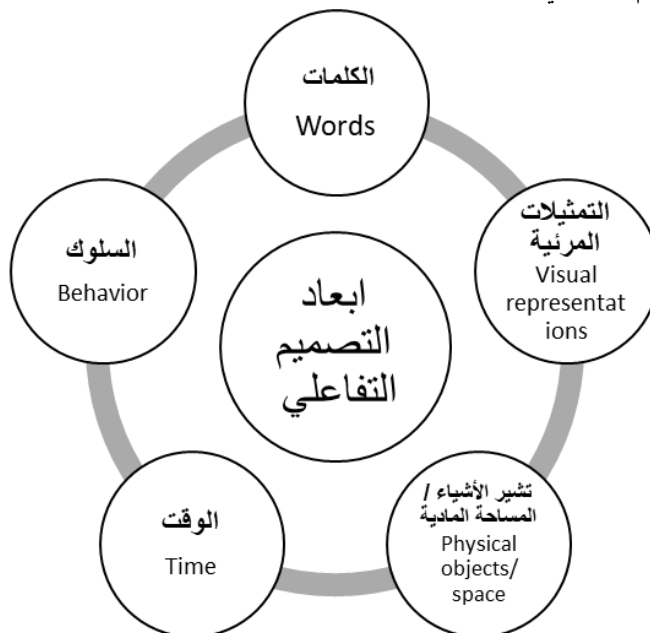 الكلمات
Words
التمثيلات
المرئية
Visual
representat
ions
تشير الأشياء /
المساحة المادية
Physical
objects/
space
الوقت
Time
السلوك
Behavior
ابعاد
التصميم
التفاعلي